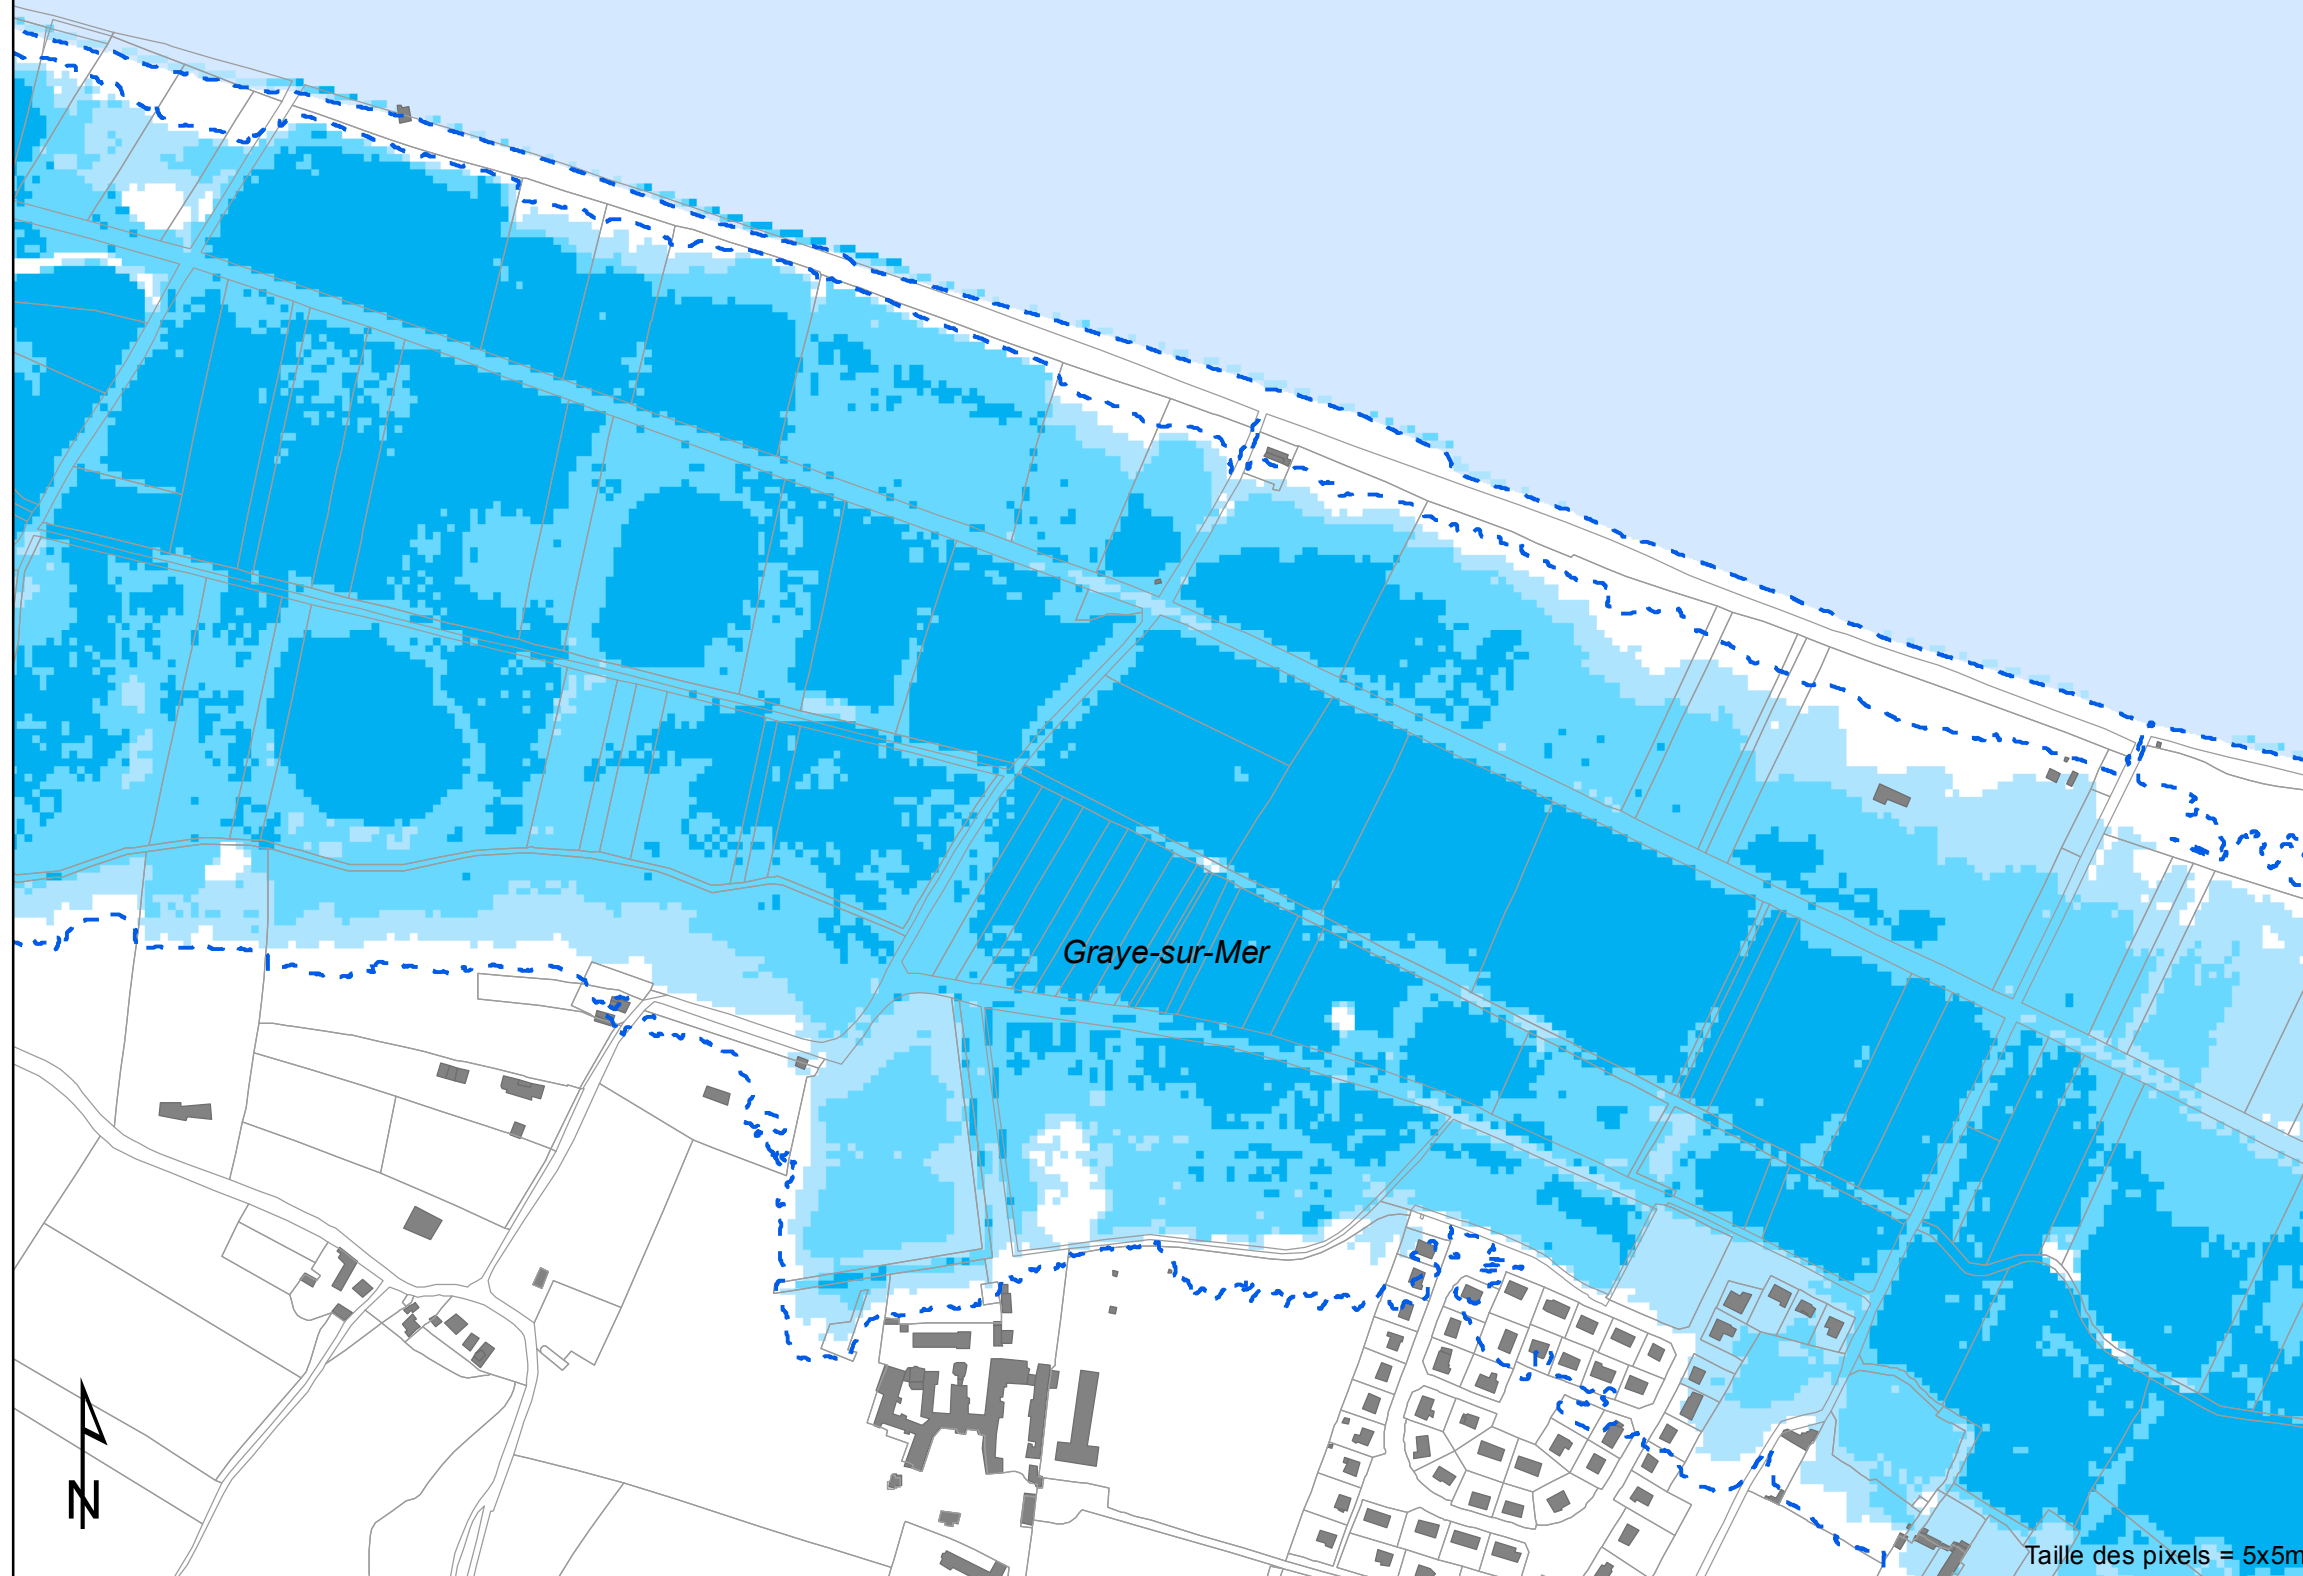 Graye-sur-Mer
N
Taille des pixels = 5x5m